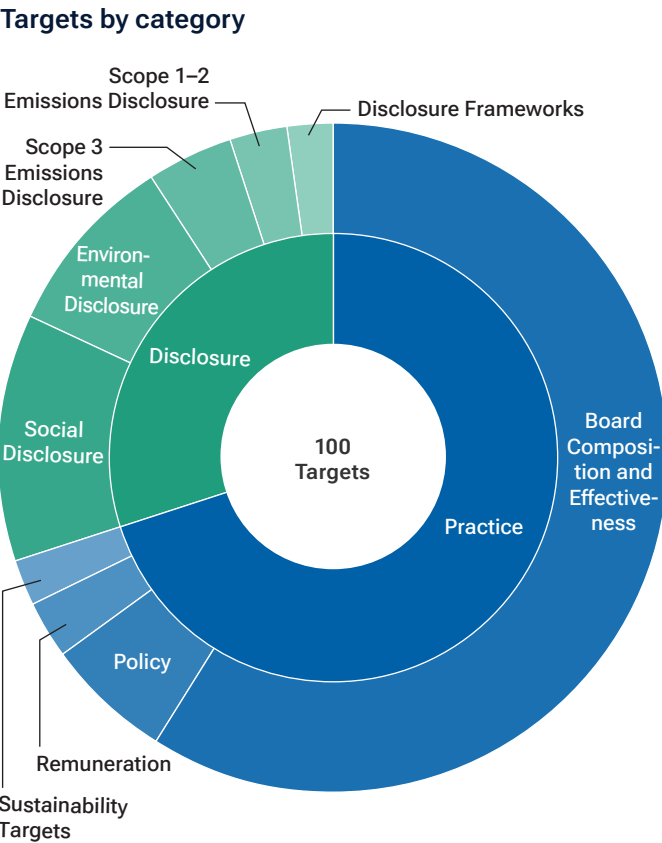 Targets by category
Scope 1–2
Emissions Disclosure
Disclosure Frameworks
Scope 3
Emissions
Disclosure
Environ-
mental
Disclosure
Disclosure
Social
Disclosure
100
Targets
Board
Composi-
tion and
Effective-
ness
Practice
Policy
Remuneration
Sustainability
Targets